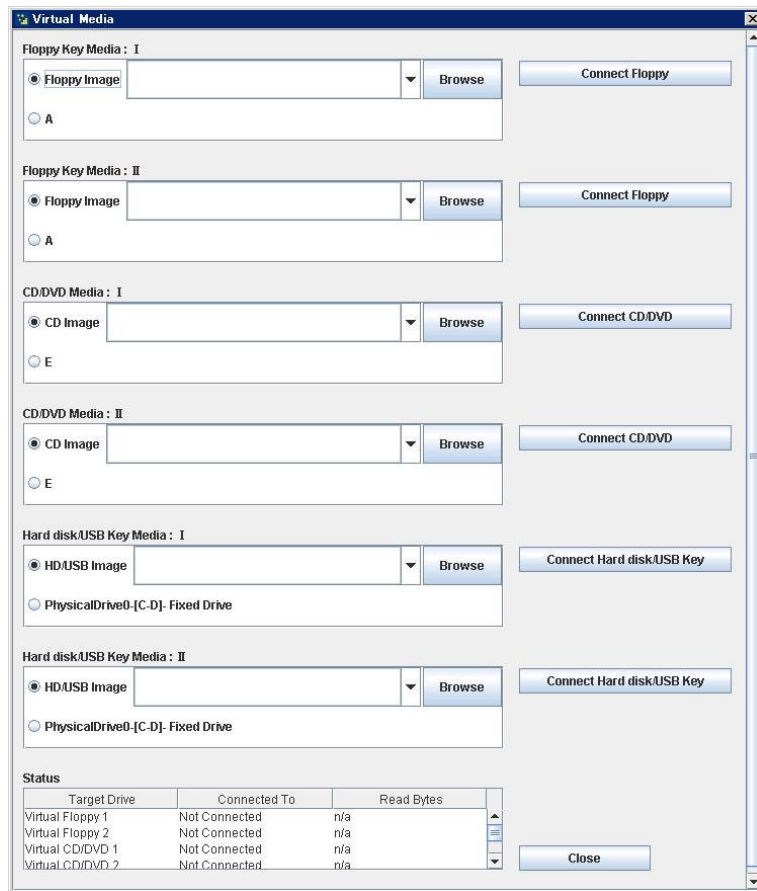 Virtual Media
Floppy Key Media : I
Floppy Image
Browse
Connect Floppy
A
Floppy Key Media : II
Floppy Image
Browse
Connect Floppy
A
CD/DVD Media : I
CD Image
Browse
Connect CD/DVD
E
CD/DVD Media : II
CD Image
Browse
Connect CD/DVD
E
Hard disk/USB Key Media : I
HD/USB Image
Browse
Connect Hard disk/USB Key
PhysicalDrive0-[C-D]- Fixed Drive
Hard disk/USB Key Media : II
HD/USB Image
Browse
Connect Hard disk/USB Key
PhysicalDrive0-[C-D]- Fixed Drive
Status
Target Drive Connected To Read Bytes
Virtual Floppy 1 Not Connected n/a
Virtual Floppy 2 Not Connected n/a
Virtual CD/DVD 1 Not Connected n/a
Virtual CD/DVD 2 Not Connected n/a
Close